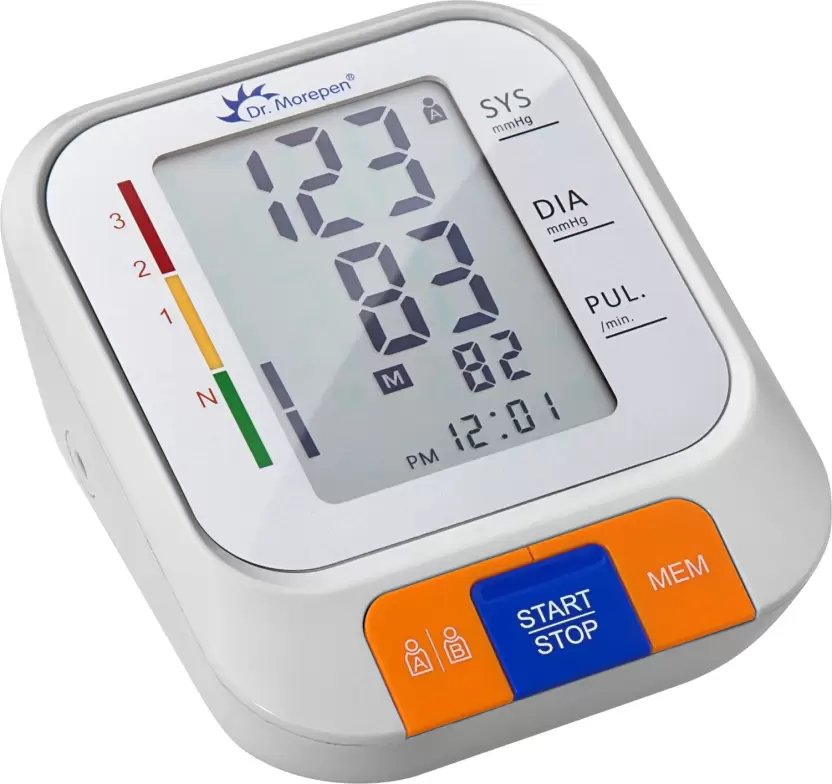 Dr. Morepen®
A
123
SYS
mmHg
3
2
1
N
83
DIA
mmHg
M
82
PUL.
/min.
PM 12:01
A B
START
STOP
MEM